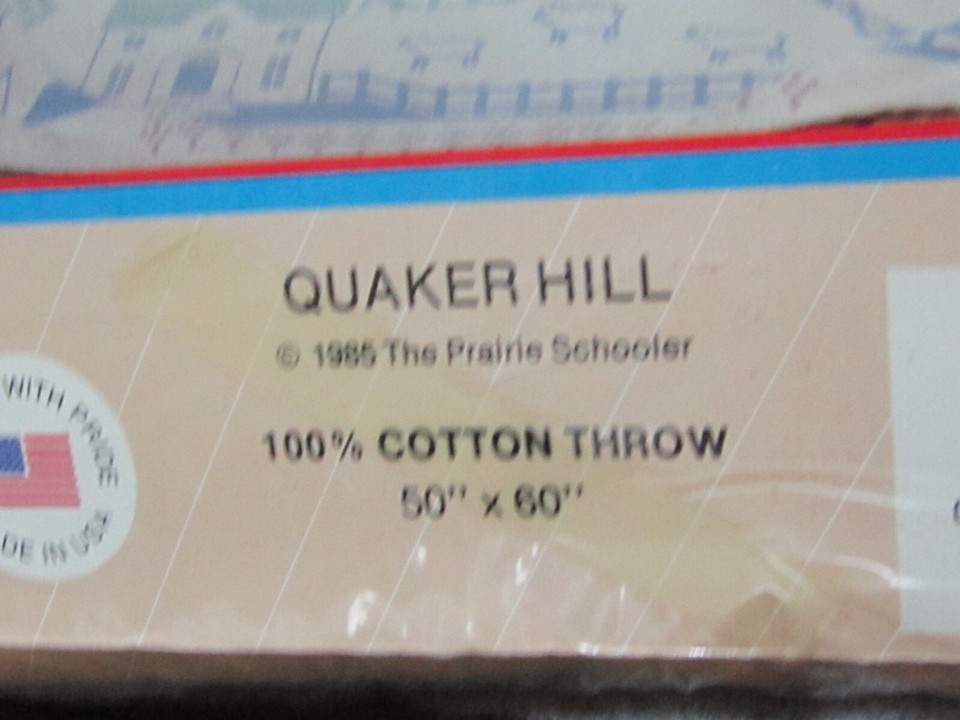 QUAKER HILL
© 1985 The Prairie Schooler
100% COTTON THROW
50" x 60"
WITH PRIDE
DE IN USA